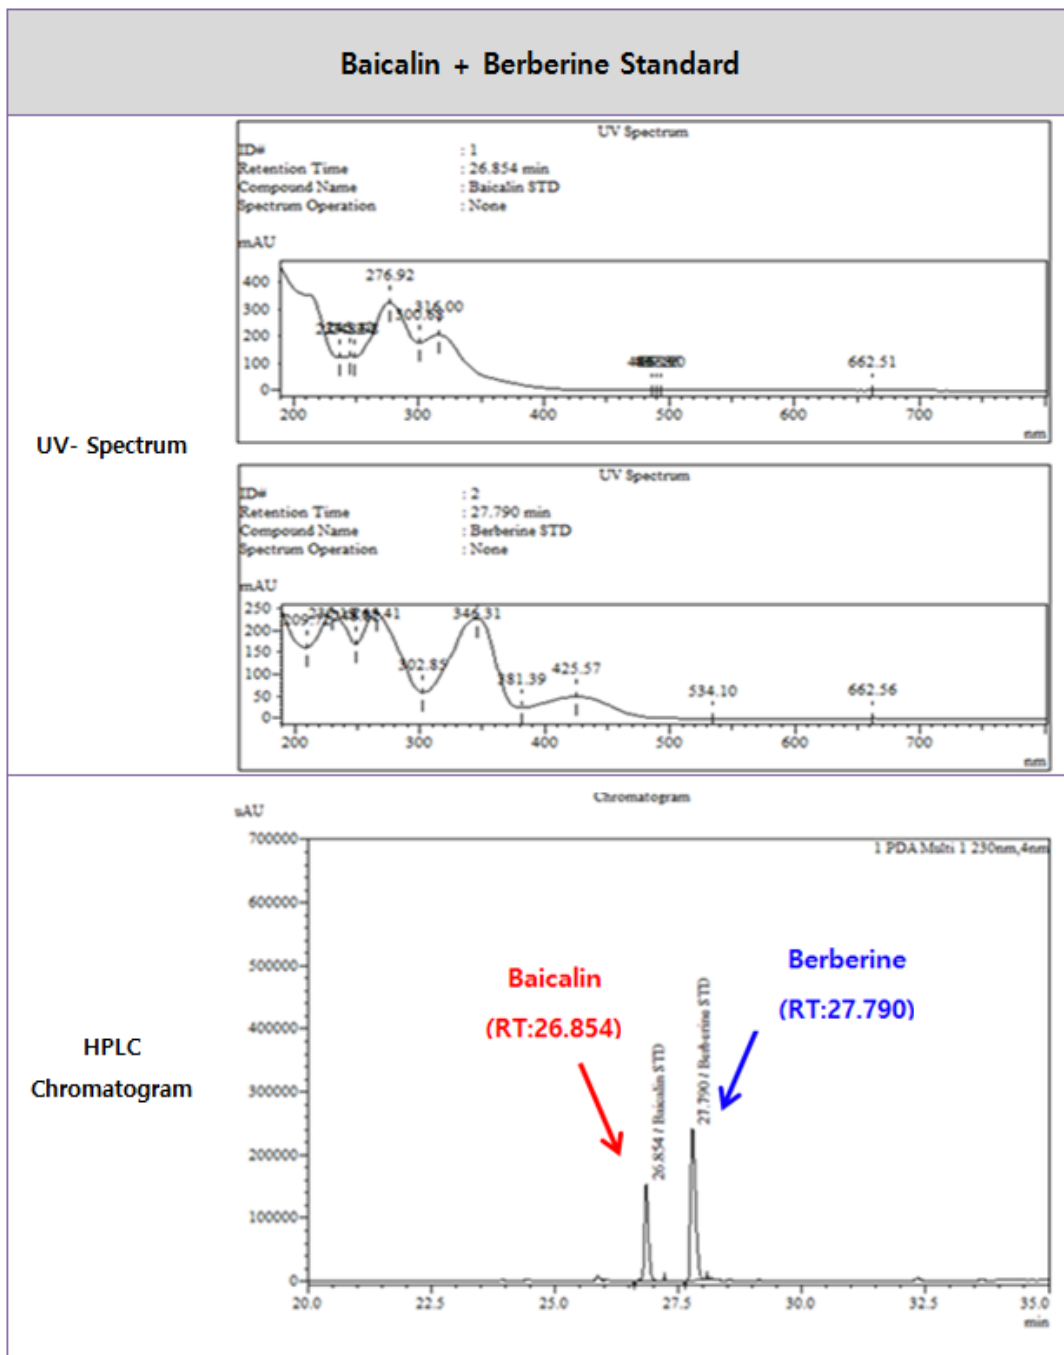 Baicalin + Berberine Standard
UV- Spectrum
UV Spectrum
ID# : 1
Retention Time : 26.854 min
Compound Name : Baicalin STD
Spectrum Operation : None
mAU
400
300
200
100
0
276.92
300.68
316.00
662.51
200 300 400 500 600 700
nm
UV Spectrum
ID# : 2
Retention Time : 27.790 min
Compound Name : Berberine STD
Spectrum Operation : None
mAU
250
200
150
100
50
0
302.85
346.31
381.39
425.57
534.10
662.56
200 300 400 500 600 700
nm
HPLC
Chromatogram
Chromatogram
uAU
1 PDA Multi 1 230nm,4nm
700000
600000
500000
400000
300000
200000
100000
0
Baicalin
(RT:26.854)
Berberine
(RT:27.790)
26.854 / Baicalin STD
27.790 / Berberine STD
20.0 22.5 25.0 27.5 30.0 32.5 35.0
min